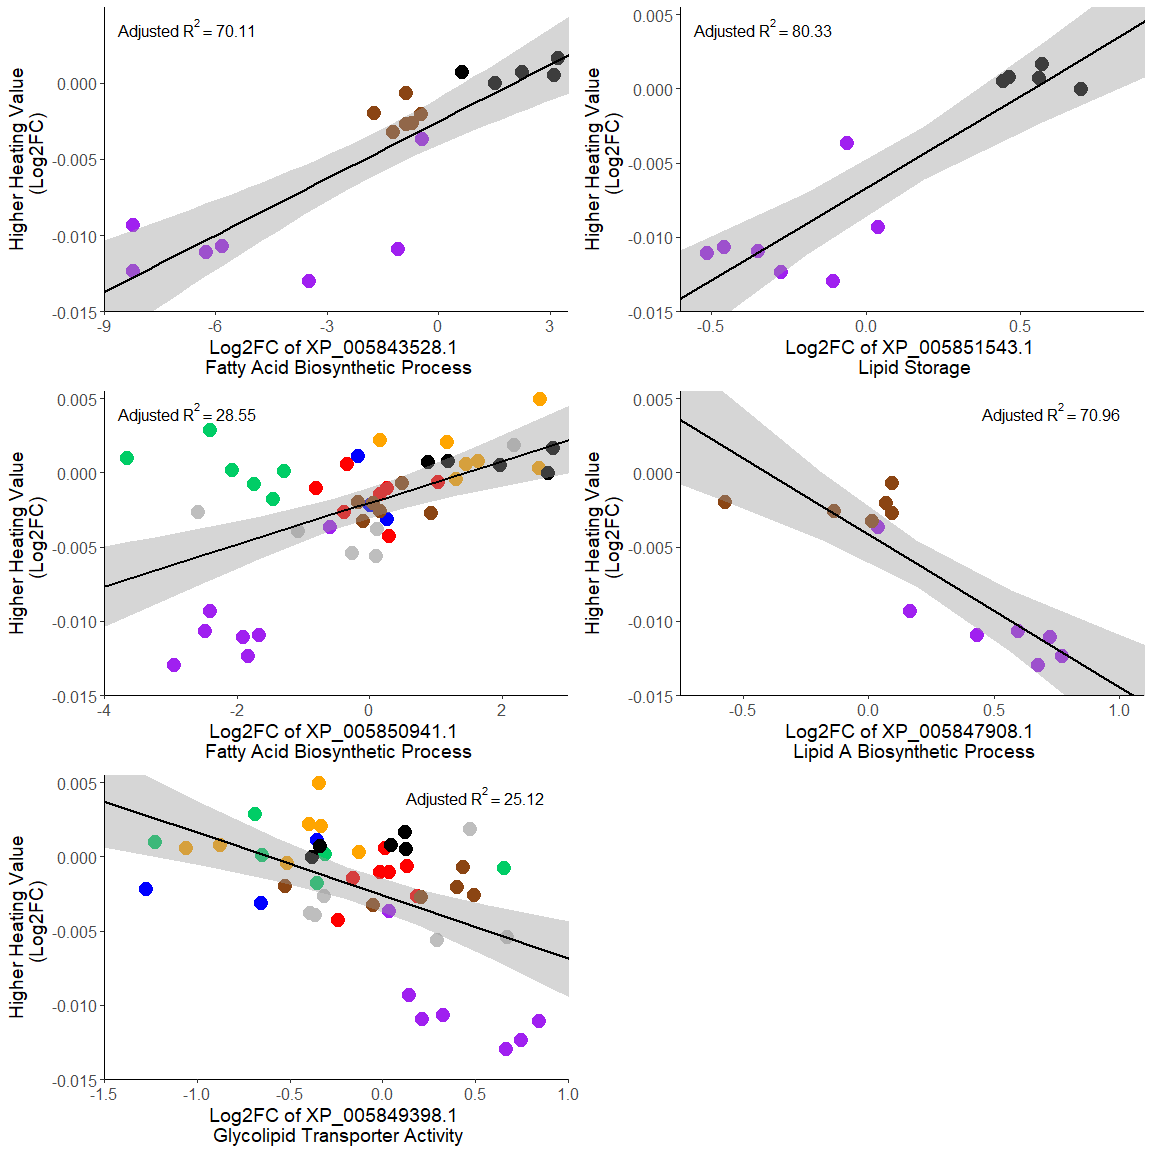 Adjusted R² = 70.11
0.000
-0.005
-0.010
-0.015
Higher Heating Value
(Log2FC)
-9 -6 -3 0 3
Log2FC of XP_005843528.1
Fatty Acid Biosynthetic Process
Adjusted R² = 80.33
0.005
0.000
-0.005
-0.010
-0.015
Higher Heating Value
(Log2FC)
-0.5 0.0 0.5
Log2FC of XP_005851543.1
Lipid Storage
Adjusted R² = 28.55
0.005
0.000
-0.005
-0.010
-0.015
Higher Heating Value
(Log2FC)
-4 -2 0 2
Log2FC of XP_005850941.1
Fatty Acid Biosynthetic Process
Adjusted R² = 70.96
0.005
0.000
-0.005
-0.010
-0.015
Higher Heating Value
(Log2FC)
-0.5 0.0 0.5 1.0
Log2FC of XP_005847908.1
Lipid A Biosynthetic Process
Adjusted R² = 25.12
0.005
0.000
-0.005
-0.010
-0.015
Higher Heating Value
(Log2FC)
-1.5 -1.0 -0.5 0.0 0.5 1.0
Log2FC of XP_005849398.1
Glycolipid Transporter Activity